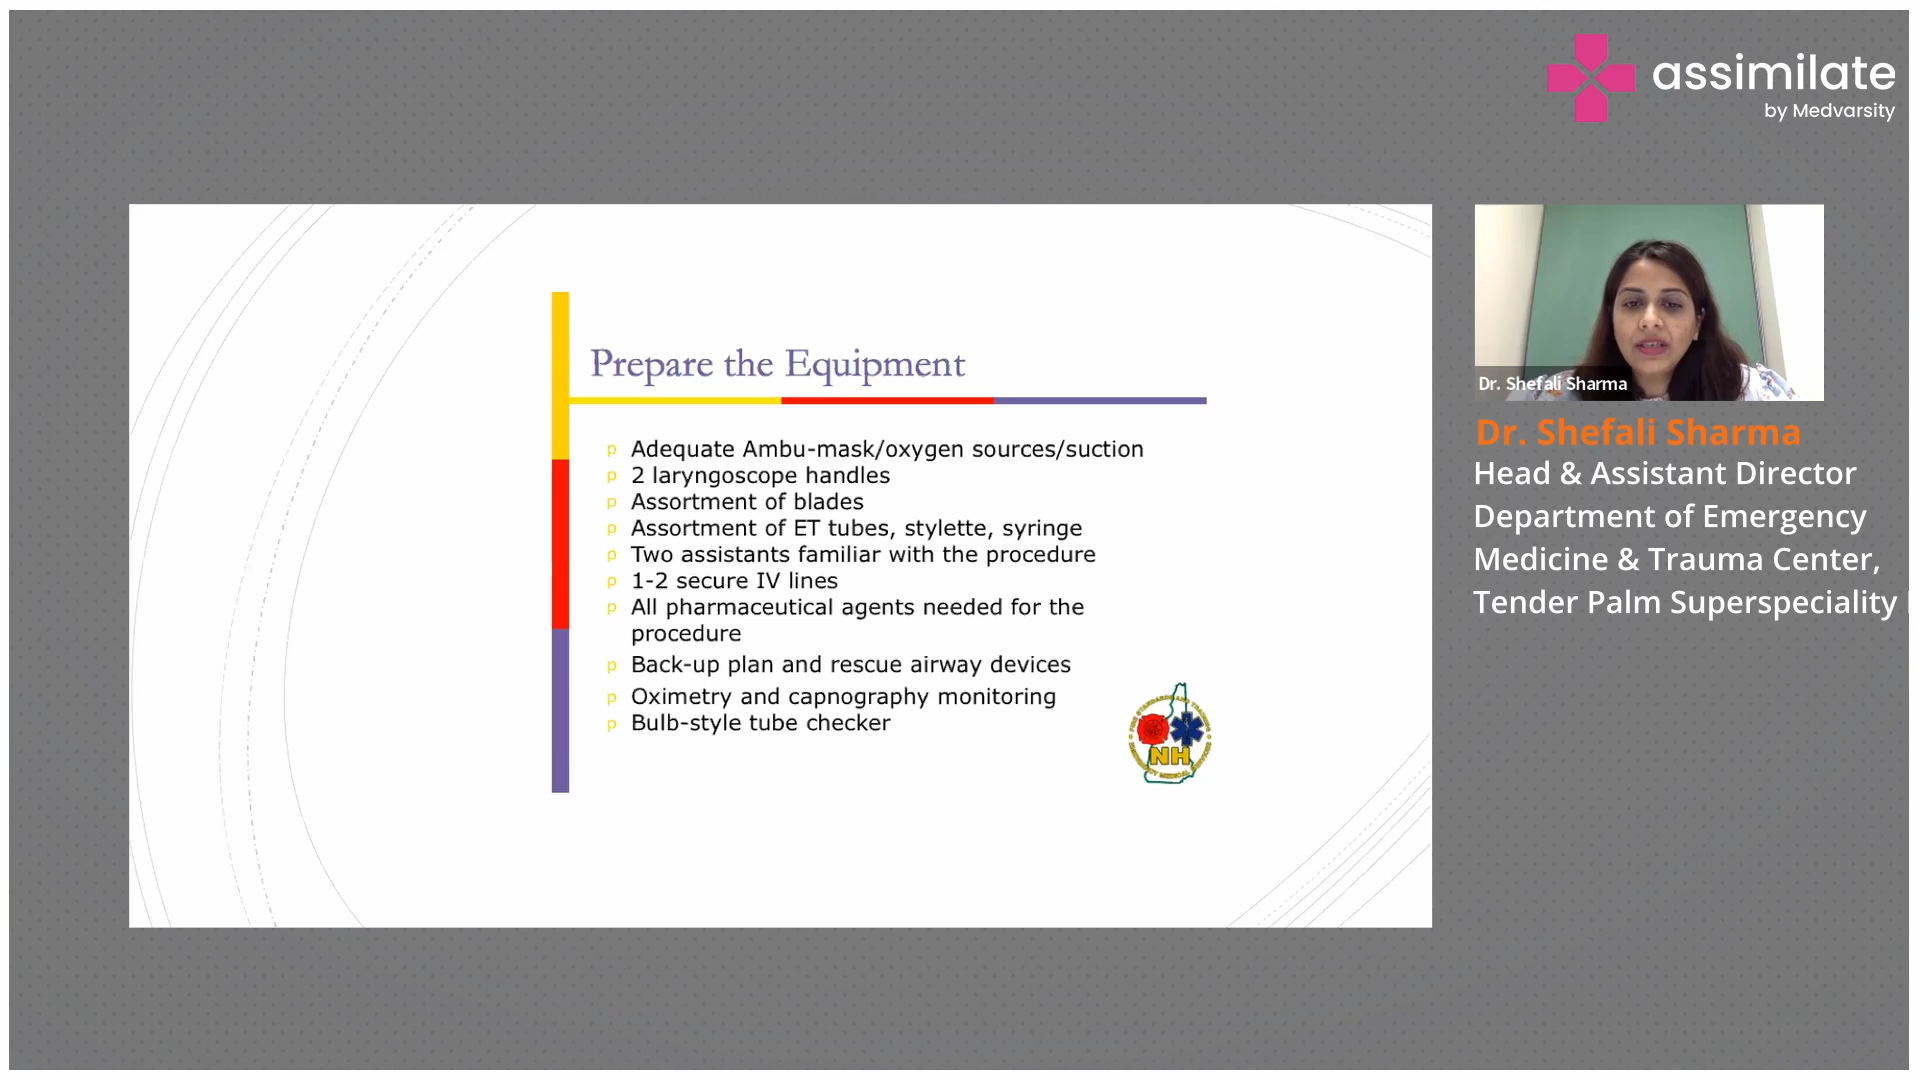 assimilate
by Medvarsity
Prepare the Equipment
p Adequate Ambu-mask/oxygen sources/suction
p 2 laryngoscope handles
p Assortment of blades
p Assortment of ET tubes, stylette, syringe
p Two assistants familiar with the procedure
p 1-2 secure IV lines
p All pharmaceutical agents needed for the
procedure
p Back-up plan and rescue airway devices
p Oximetry and capnography monitoring
p Bulb-style tube checker
NH
Dr. Shefali Sharma
Dr. Shefali Sharma
Head & Assistant Director
Department of Emergency
Medicine & Trauma Center,
Tender Palm Superspeciality